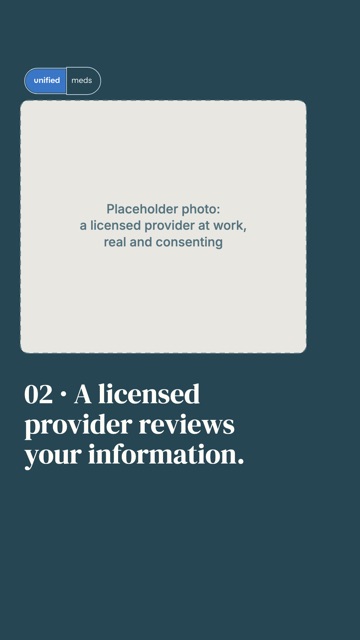 unified meds
Placeholder photo:
a licensed provider at work,
real and consenting
02 · A licensed
provider reviews
your information.